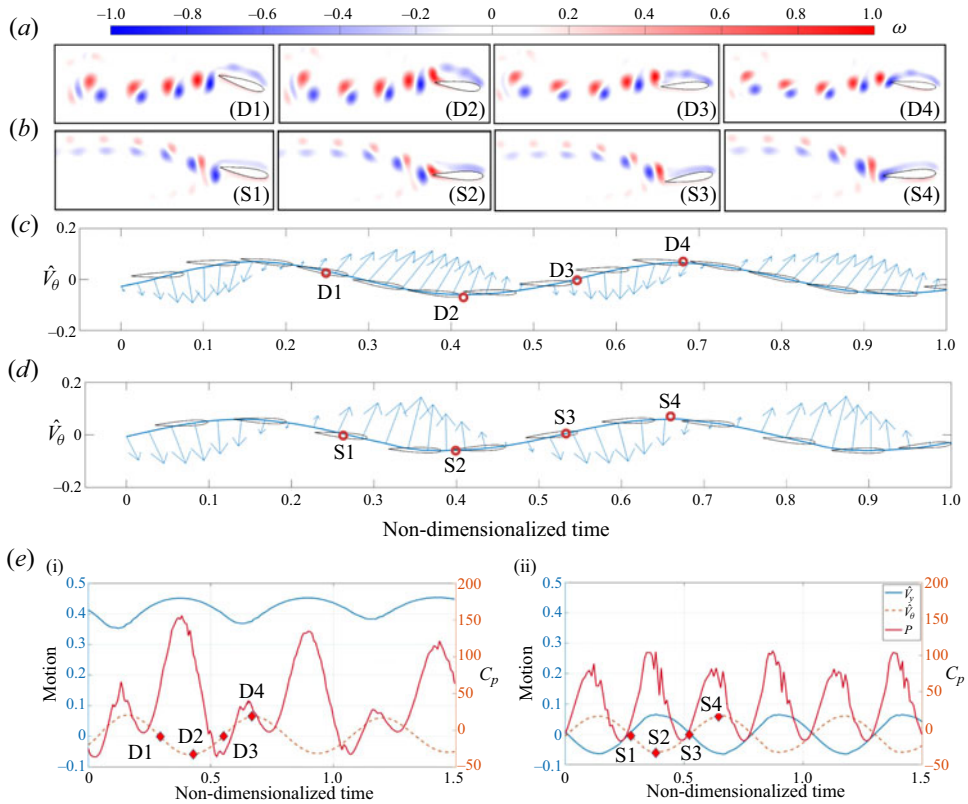 (a)
−1.0 −0.8 −0.6 −0.4 −0.2 0 0.2 0.4 0.6 0.8 1.0
ω
(D1) (D2) (D3) (D4)
(b)
(S1) (S2) (S3) (S4)
(c)
0.2
V̂θ 0
−0.2
D1 D2 D3 D4
0 0.1 0.2 0.3 0.4 0.5 0.6 0.7 0.8 0.9 1.0
(d)
0.2
V̂θ 0
−0.2
S1 S2 S3 S4
0 0.1 0.2 0.3 0.4 0.5 0.6 0.7 0.8 0.9 1.0
Non-dimensionalized time
(e)
(i)
0.5 200
0.4 150
0.3
0.2 100
0.1 50
0 0
−0.1 −50
Motion
Cp
D1 D2 D3 D4
0 0.5 1.0 1.5
Non-dimensionalized time
(ii)
0.5 200
0.4 150
0.3
0.2 100
0.1 50
0 0
−0.1 −50
Motion
Cp
V̂y
V̂θ
P
S1 S2 S3 S4
0 0.5 1.0 1.5
Non-dimensionalized time